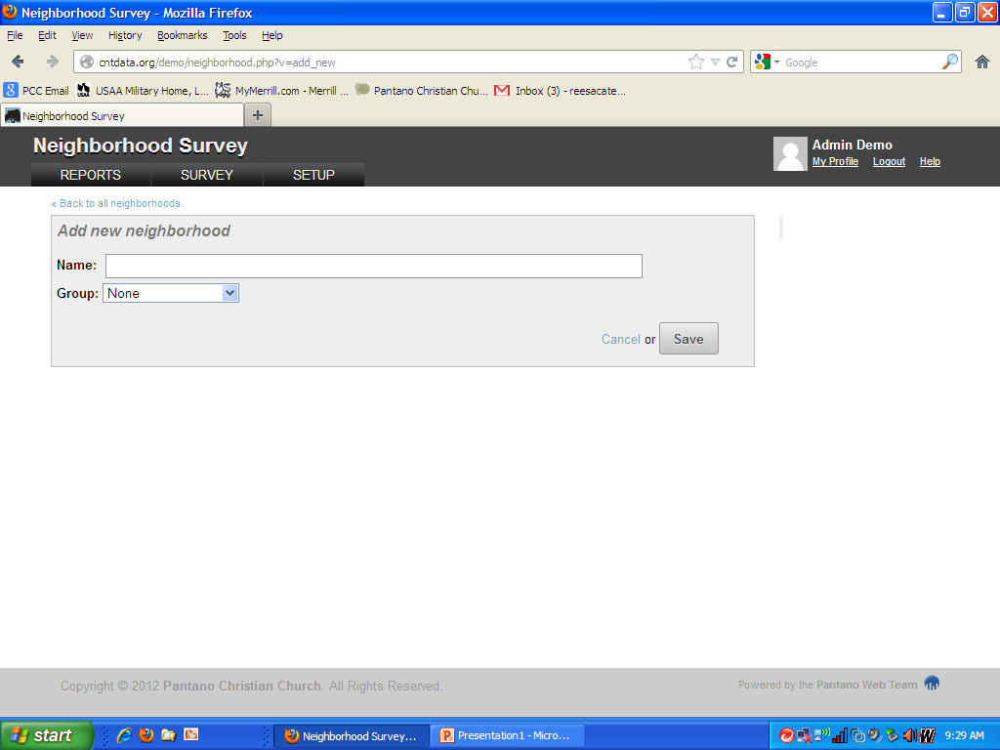 Neighborhood Survey - Mozilla Firefox
File Edit View History Bookmarks Tools Help
cntdata.org/demo/neighborhood.php?v=add_new Google
PCC Email USAA Military Home, L... MyMerrill.com - Merrill ... Pantano Christian Chu... Inbox (3) - reesacate...
Neighborhood Survey
Neighborhood Survey
Admin Demo
My Profile Logout Help
REPORTS SURVEY SETUP
« Back to all neighborhoods
Add new neighborhood
Name:
Group: None
Cancel or Save
Copyright © 2012 Pantano Christian Church. All Rights Reserved. Powered by the Pantano Web Team
start Neighborhood Survey... Presentation1 - Micro... 9:29 AM